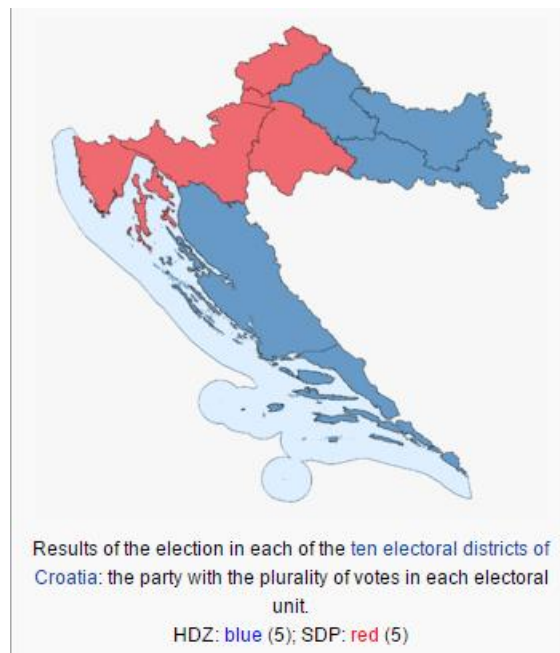 Results of the election in each of the ten electoral districts of
Croatia: the party with the plurality of votes in each electoral
unit.
HDZ: blue (5); SDP: red (5)